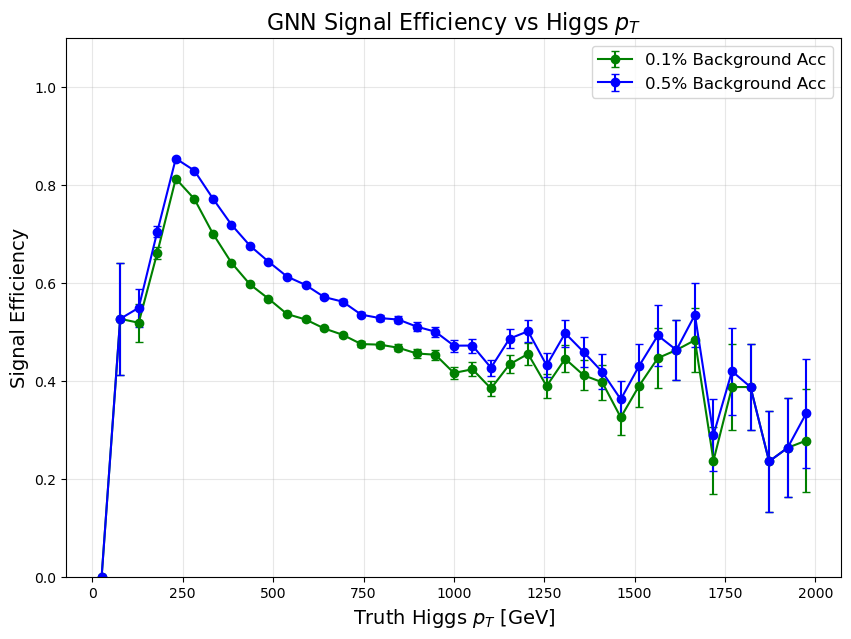 GNN Signal Efficiency vs Higgs $p_T$
0.1% Background Acc
0.5% Background Acc
1.0
0.8
0.6
0.4
0.2
0.0
Signal Efficiency
0 250 500 750 1000 1250 1500 1750 2000
Truth Higgs $p_T$ [GeV]